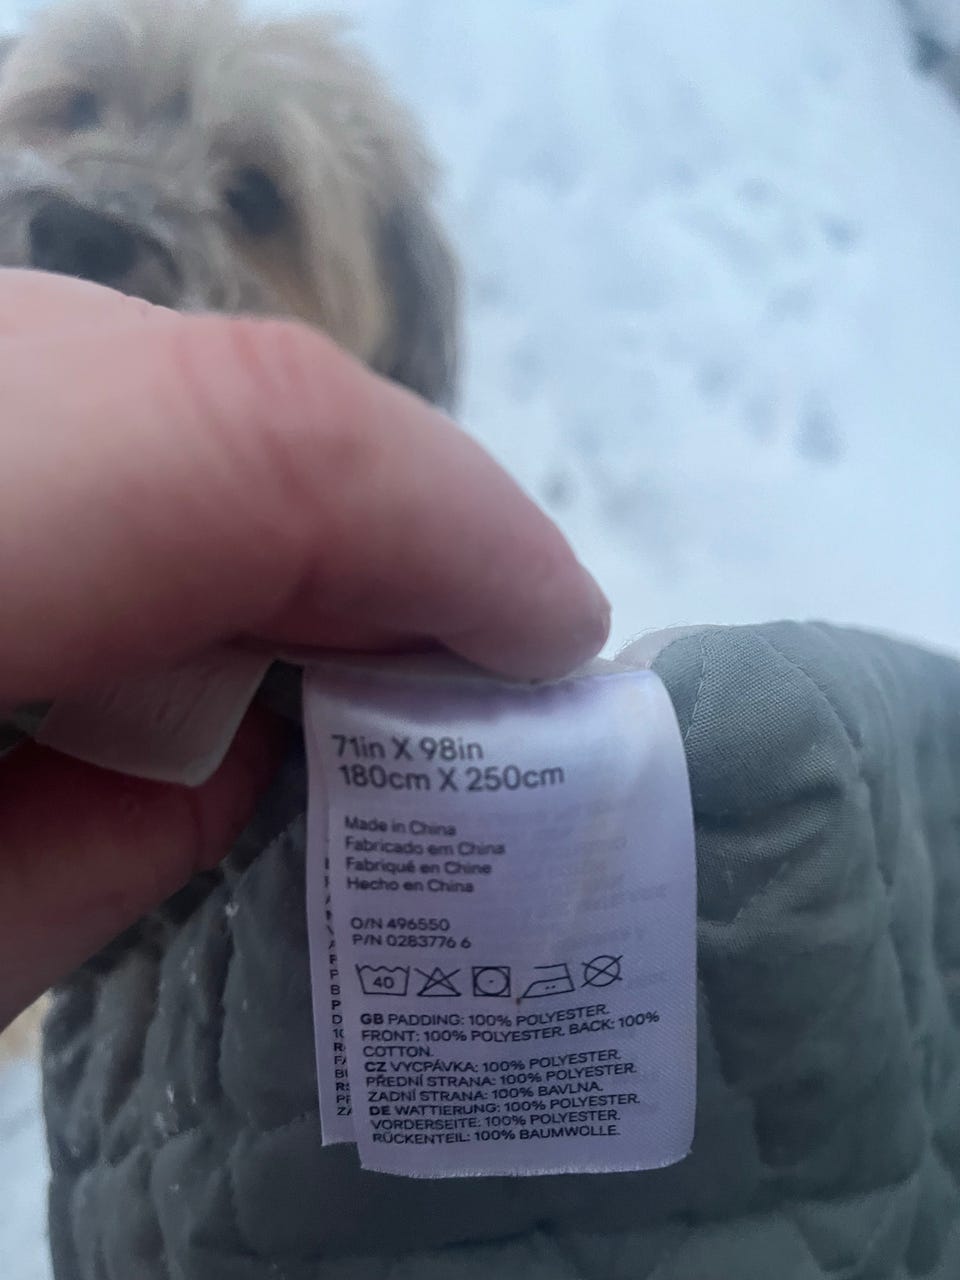 71in X 98in
180cm X 250cm
Made in China
Fabricado em China
Fabriqué en Chine
Hecho en China
O/N 496550
P/N 0283776 6
40
GB PADDING: 100% POLYESTER.
FRONT: 100% POLYESTER. BACK: 100%
COTTON.
CZ VYCPÁVKA: 100% POLYESTER.
PŘEDNÍ STRANA: 100% POLYESTER.
ZADNÍ STRANA: 100% BAVLNA.
DE WATTIERUNG: 100% POLYESTER.
VORDERSEITE: 100% POLYESTER.
RÜCKENTEIL: 100% BAUMWOLLE.